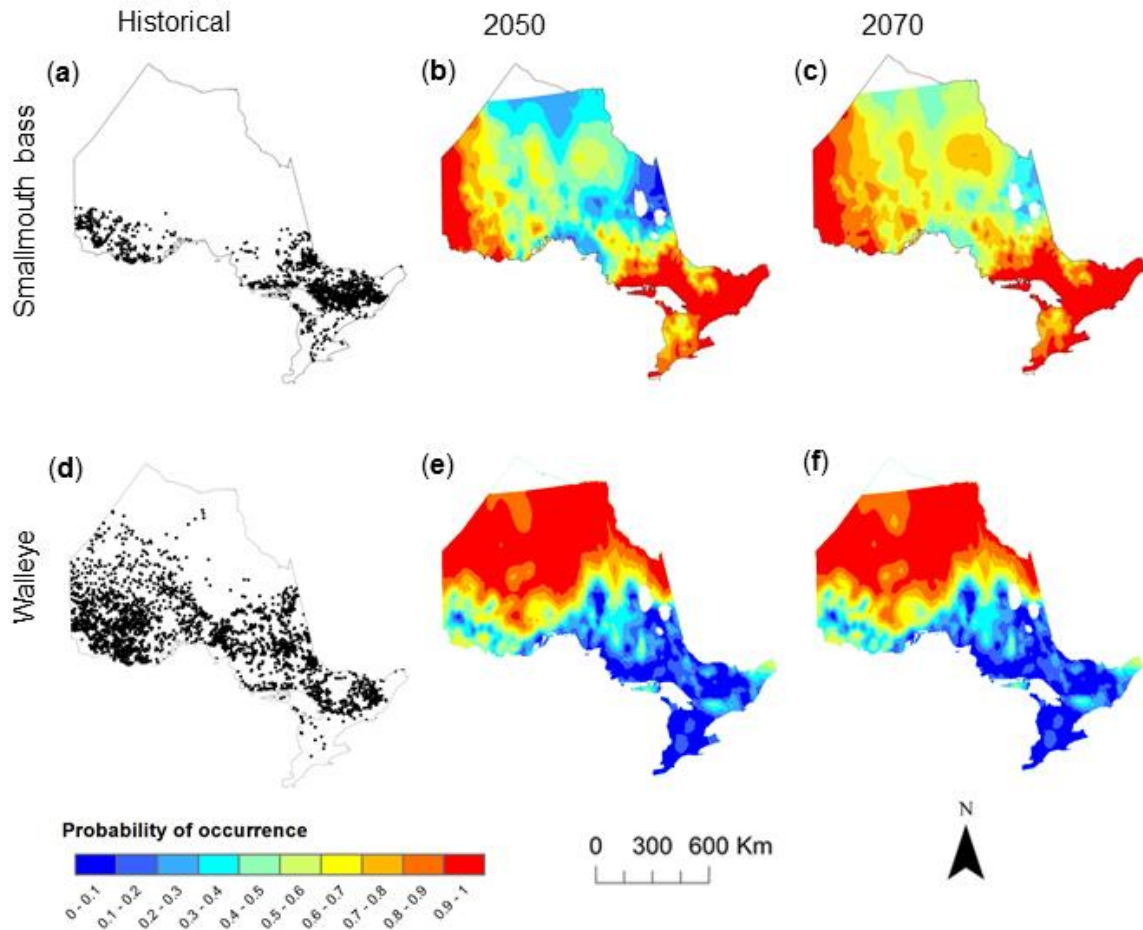 Historical 2050 2070
(a) (b) (c)
Smallmouth bass
(d) (e) (f)
Walleye
Probability of occurrence
0 - 0.1 0.1 - 0.2 0.2 - 0.3 0.3 - 0.4 0.4 - 0.5 0.5 - 0.6 0.6 - 0.7 0.7 - 0.8 0.8 - 0.9 0.9 - 1
0 300 600 Km
N